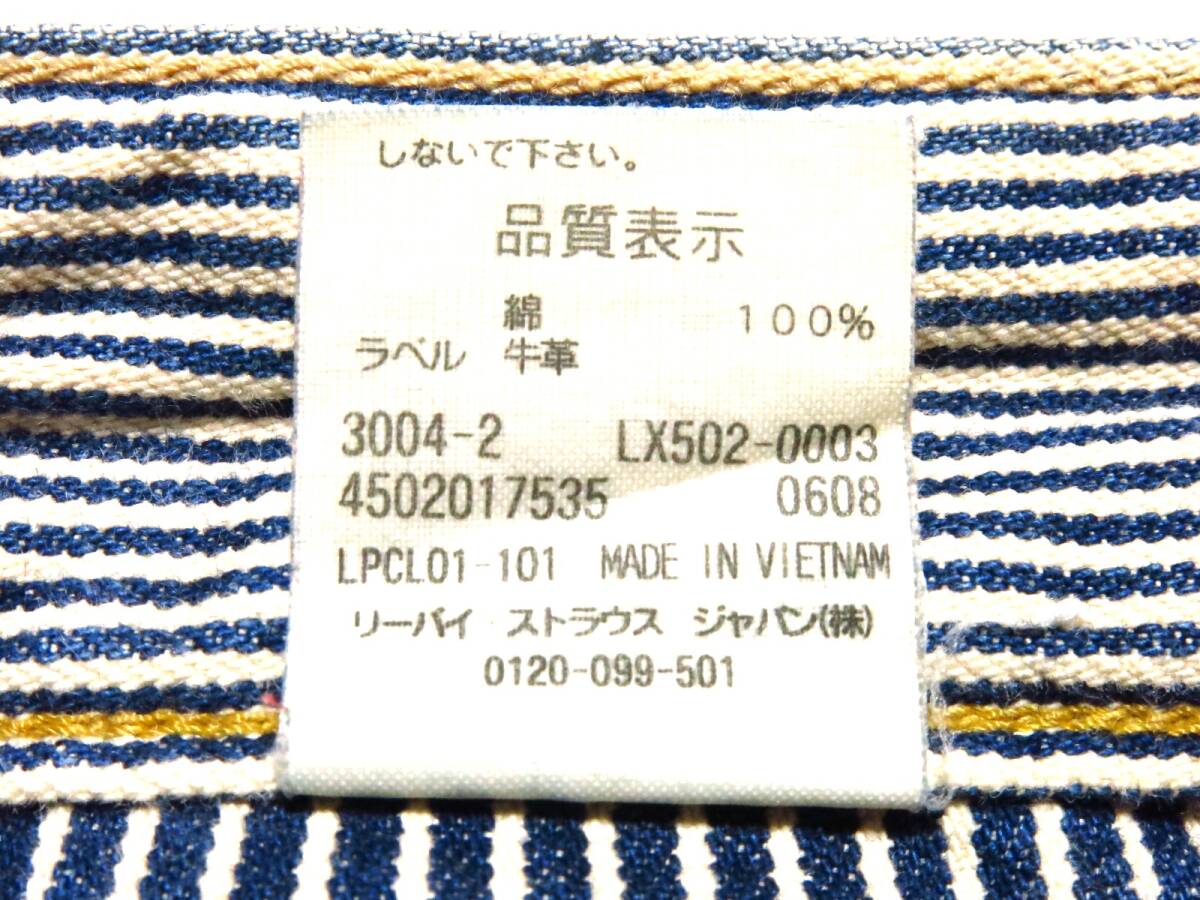 しないで下さい。
品質表示
綿 100%
ラベル 牛革
3004-2 LX502-0003
4502017535 0608
LPCL01-101 MADE IN VIETNAM
リーバイ ストラウス ジャパン(株)
0120-099-501